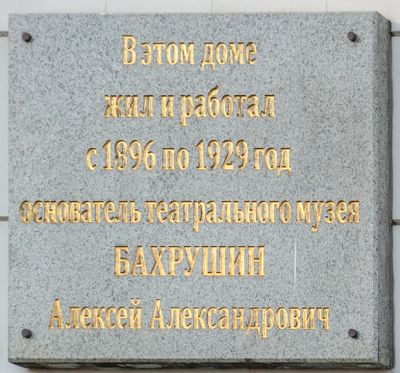 В этом доме
жил и работал
с 1896 по 1929 год
основатель театрального музея
БАХРУШИН
Алексей Александрович